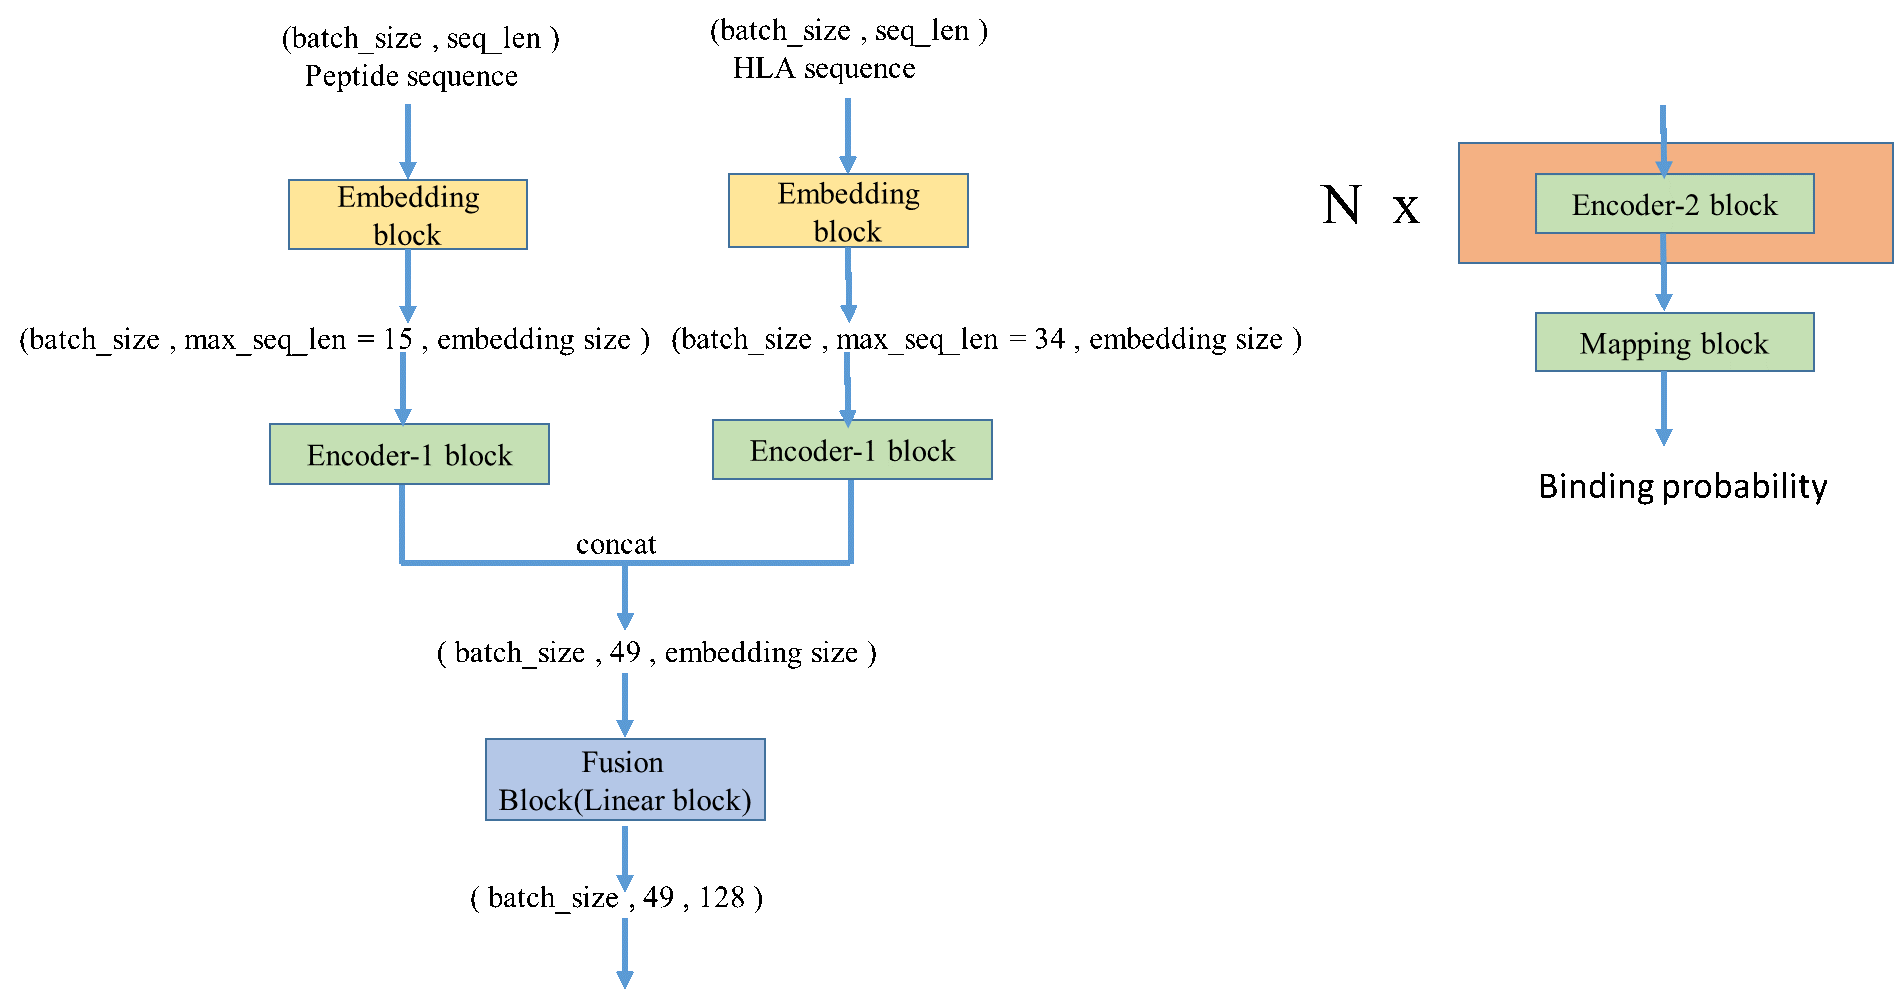 (batch_size , seq_len )
Peptide sequence
(batch_size , seq_len )
HLA sequence
Embedding
block
Embedding
block
(batch_size , max_seq_len = 15 , embedding size )
(batch_size , max_seq_len = 34 , embedding size )
Encoder-1 block
Encoder-1 block
concat
( batch_size , 49 , embedding size )
Fusion
Block(Linear block)
( batch_size , 49 , 128 )
N x
Encoder-2 block
Mapping block
Binding probability